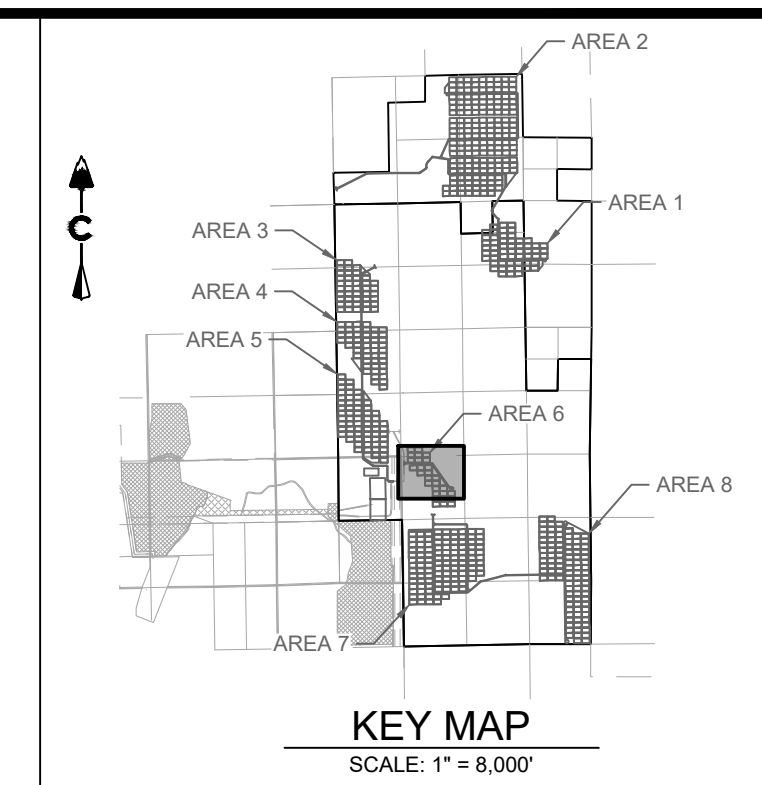 AREA 2
AREA 1
AREA 3
AREA 4
AREA 5
AREA 6
AREA 8
AREA 7
C
KEY MAP
SCALE: 1" = 8,000'